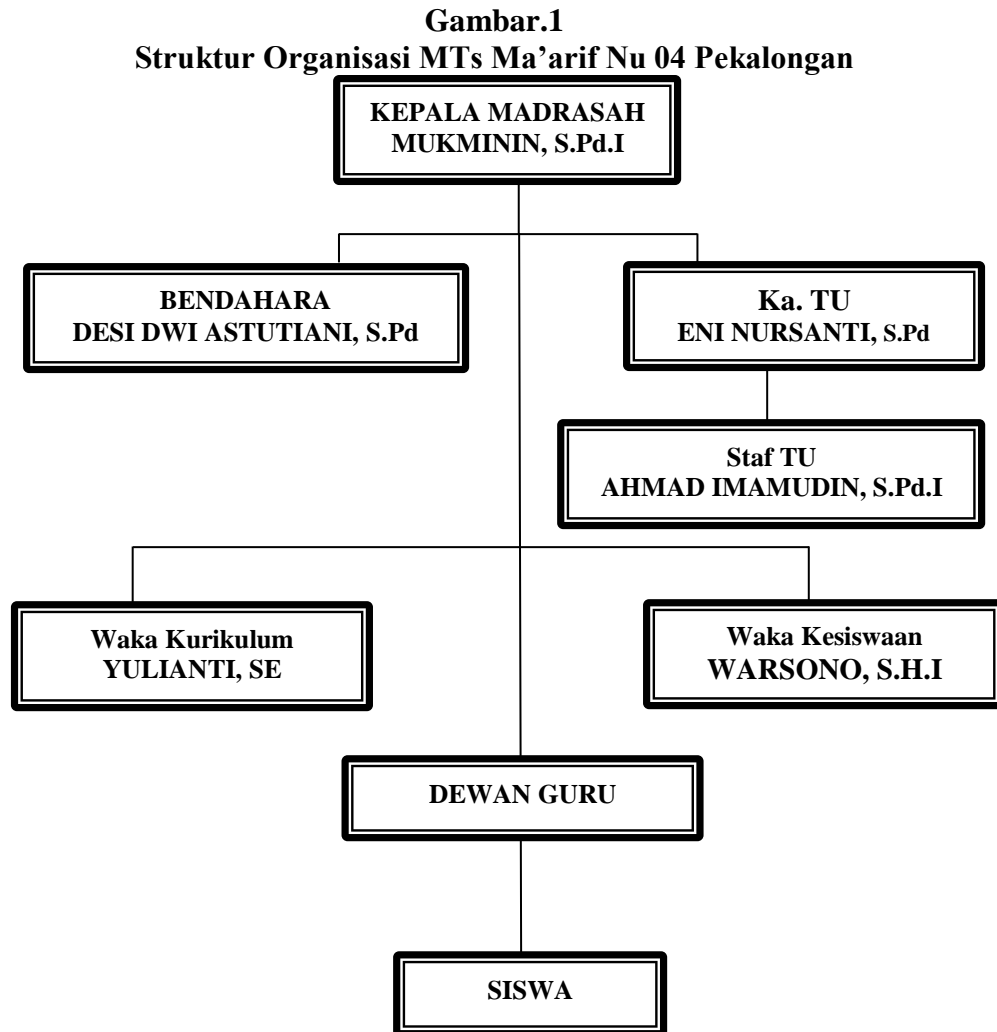 Gambar.1
Struktur Organisasi MTs Ma’arif Nu 04 Pekalongan
KEPALA MADRASAH
MUKMININ, S.Pd.I
BENDAHARA
DESI DWI ASTUTIANI, S.Pd
Ka. TU
ENI NURSANTI, S.Pd
Staf TU
AHMAD IMAMUDIN, S.Pd.I
Waka Kurikulum
YULIANTI, SE
Waka Kesiswaan
WARSONO, S.H.I
DEWAN GURU
SISWA